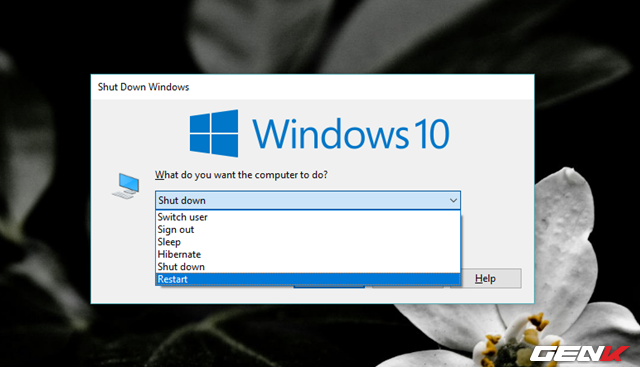 Shut Down Windows
Windows 10
What do you want the computer to do?
Shut down
Switch user
Sign out
Sleep
Hibernate
Shut down
Restart
Help
GENK